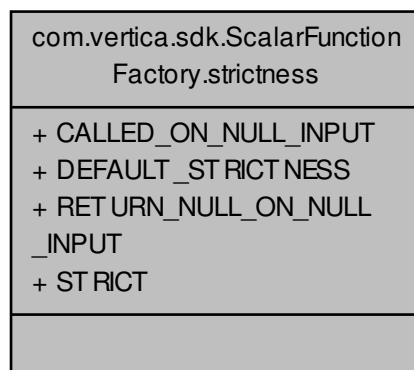 com.vertica.sdk.ScalarFunction
Factory.strictness
+ CALLED_ON_NULL_INPUT
+ DEFAULT_STRICTNESS
+ RETURN_NULL_ON_NULL
_INPUT
+ STRICT